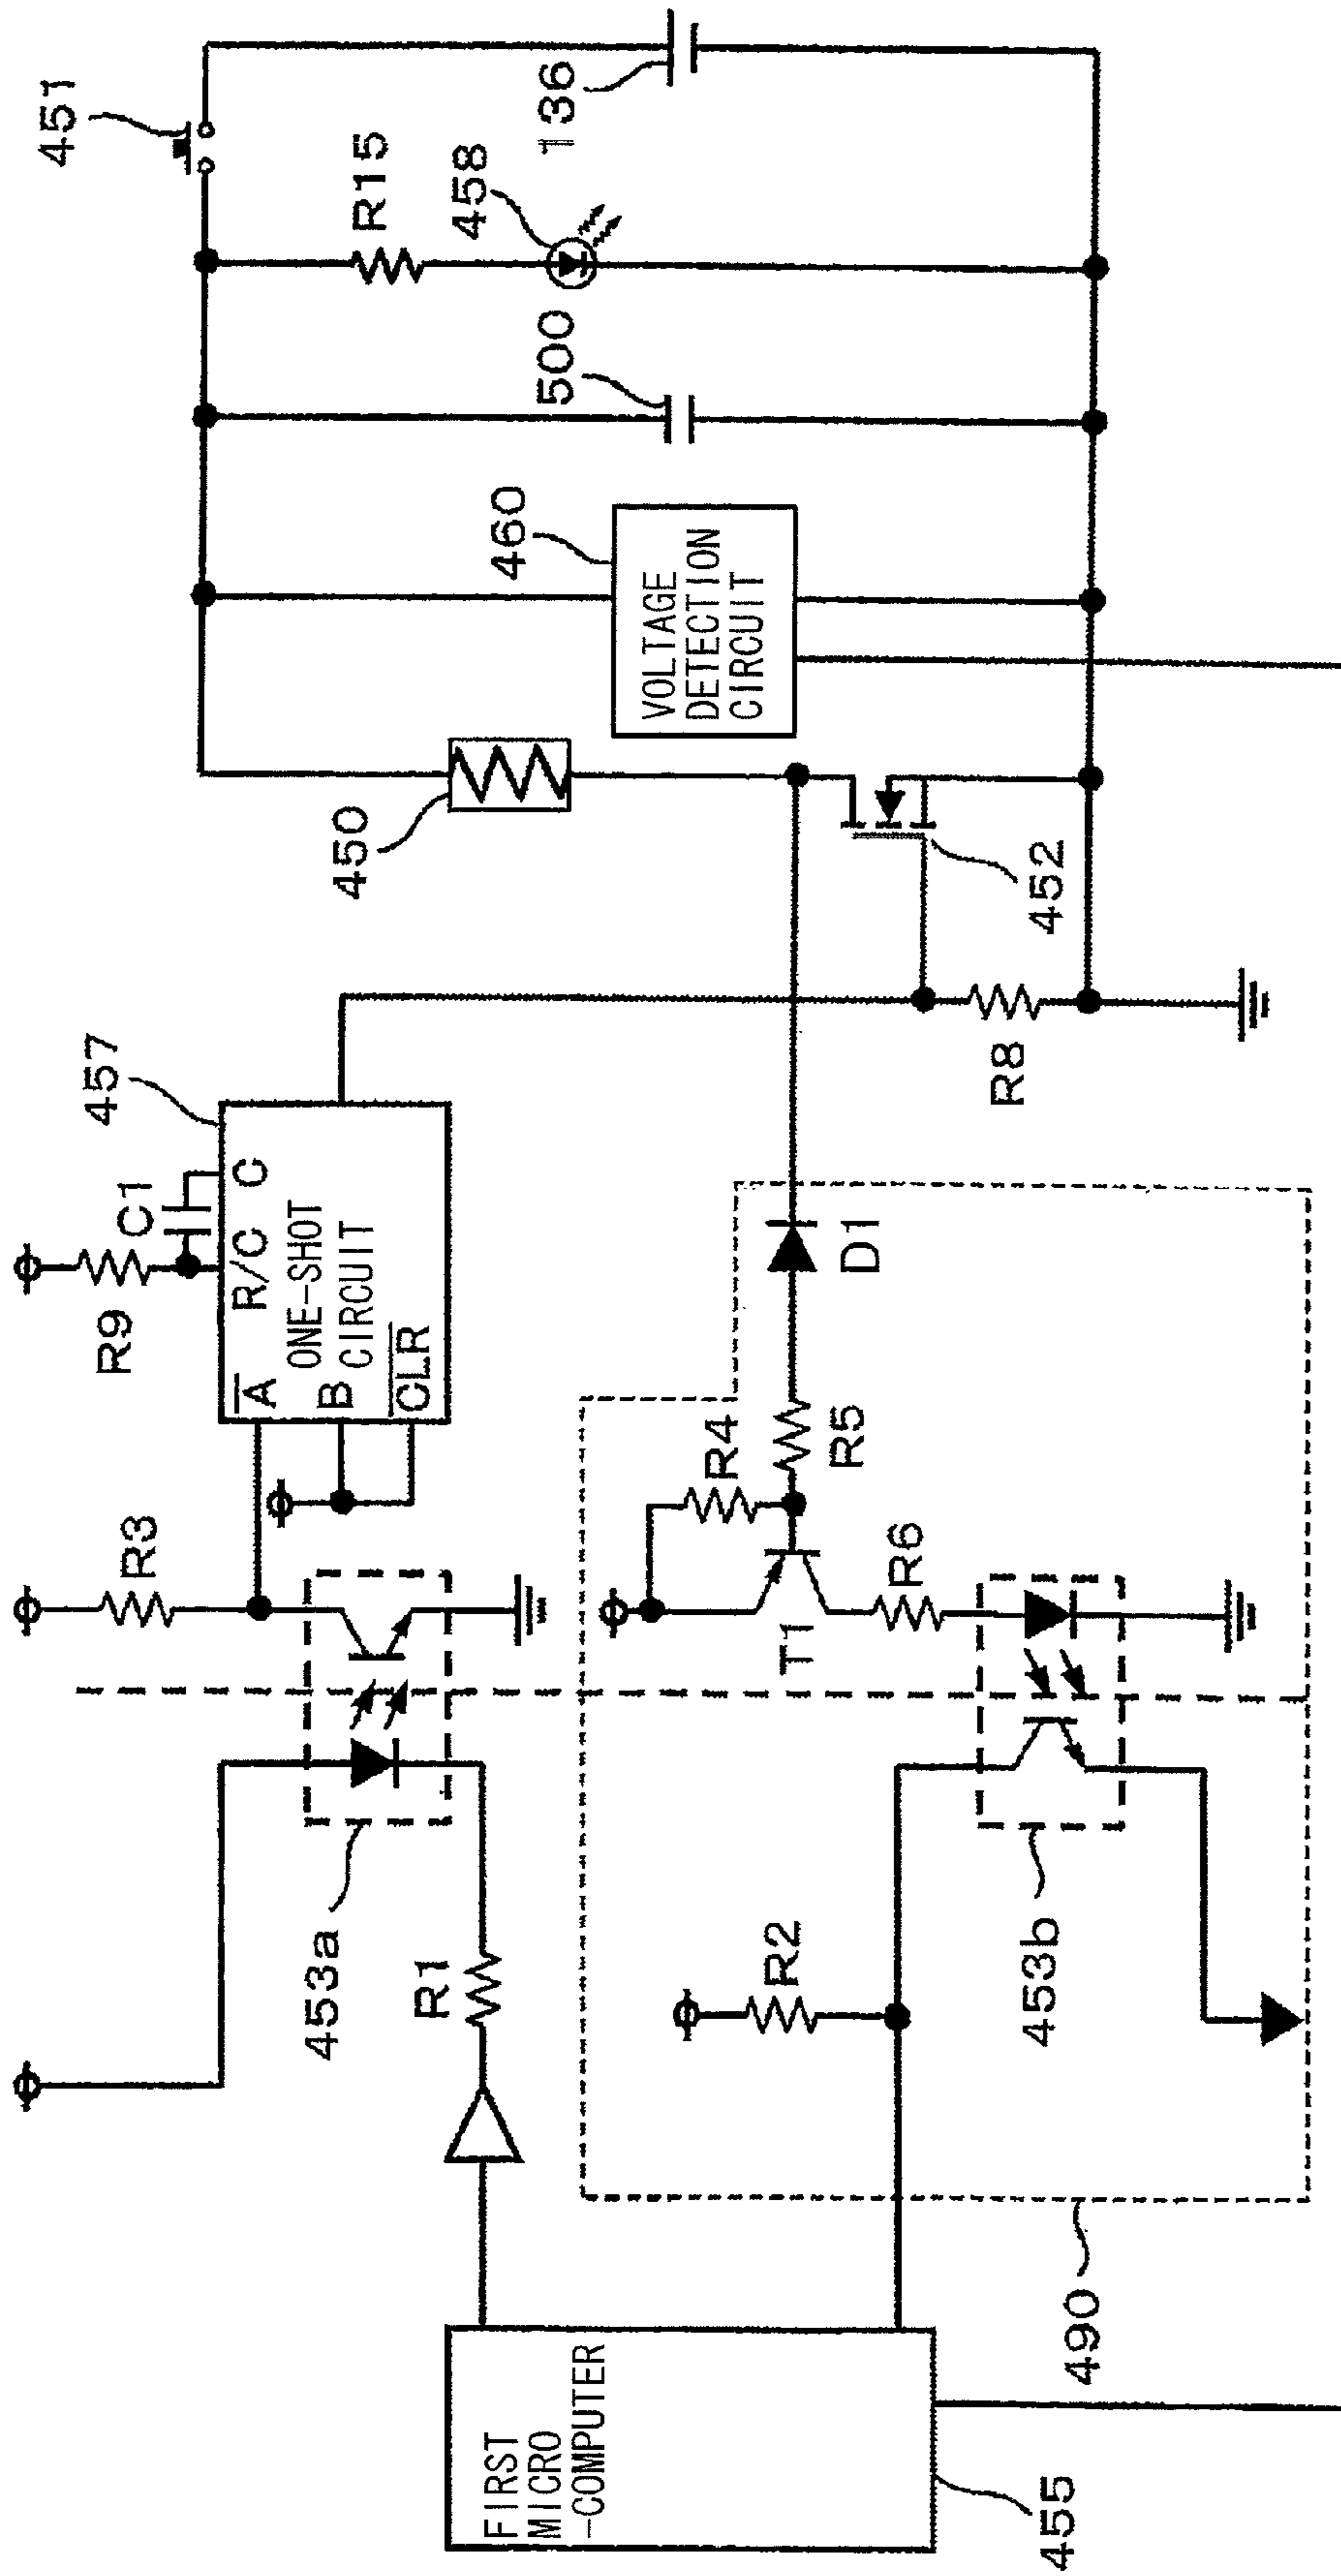 451
R15
458
136
500
460
VOLTAGE
DETECTION
CIRCUIT
450
452
457
C1
R9
R/C
C
A
ONE-SHOT
B
CIRCUIT
CLR
R8
R3
D1
R4
R5
T1
R6
453a
R1
R2
453b
FIRST
MICRO
-COMPUTER
490
455